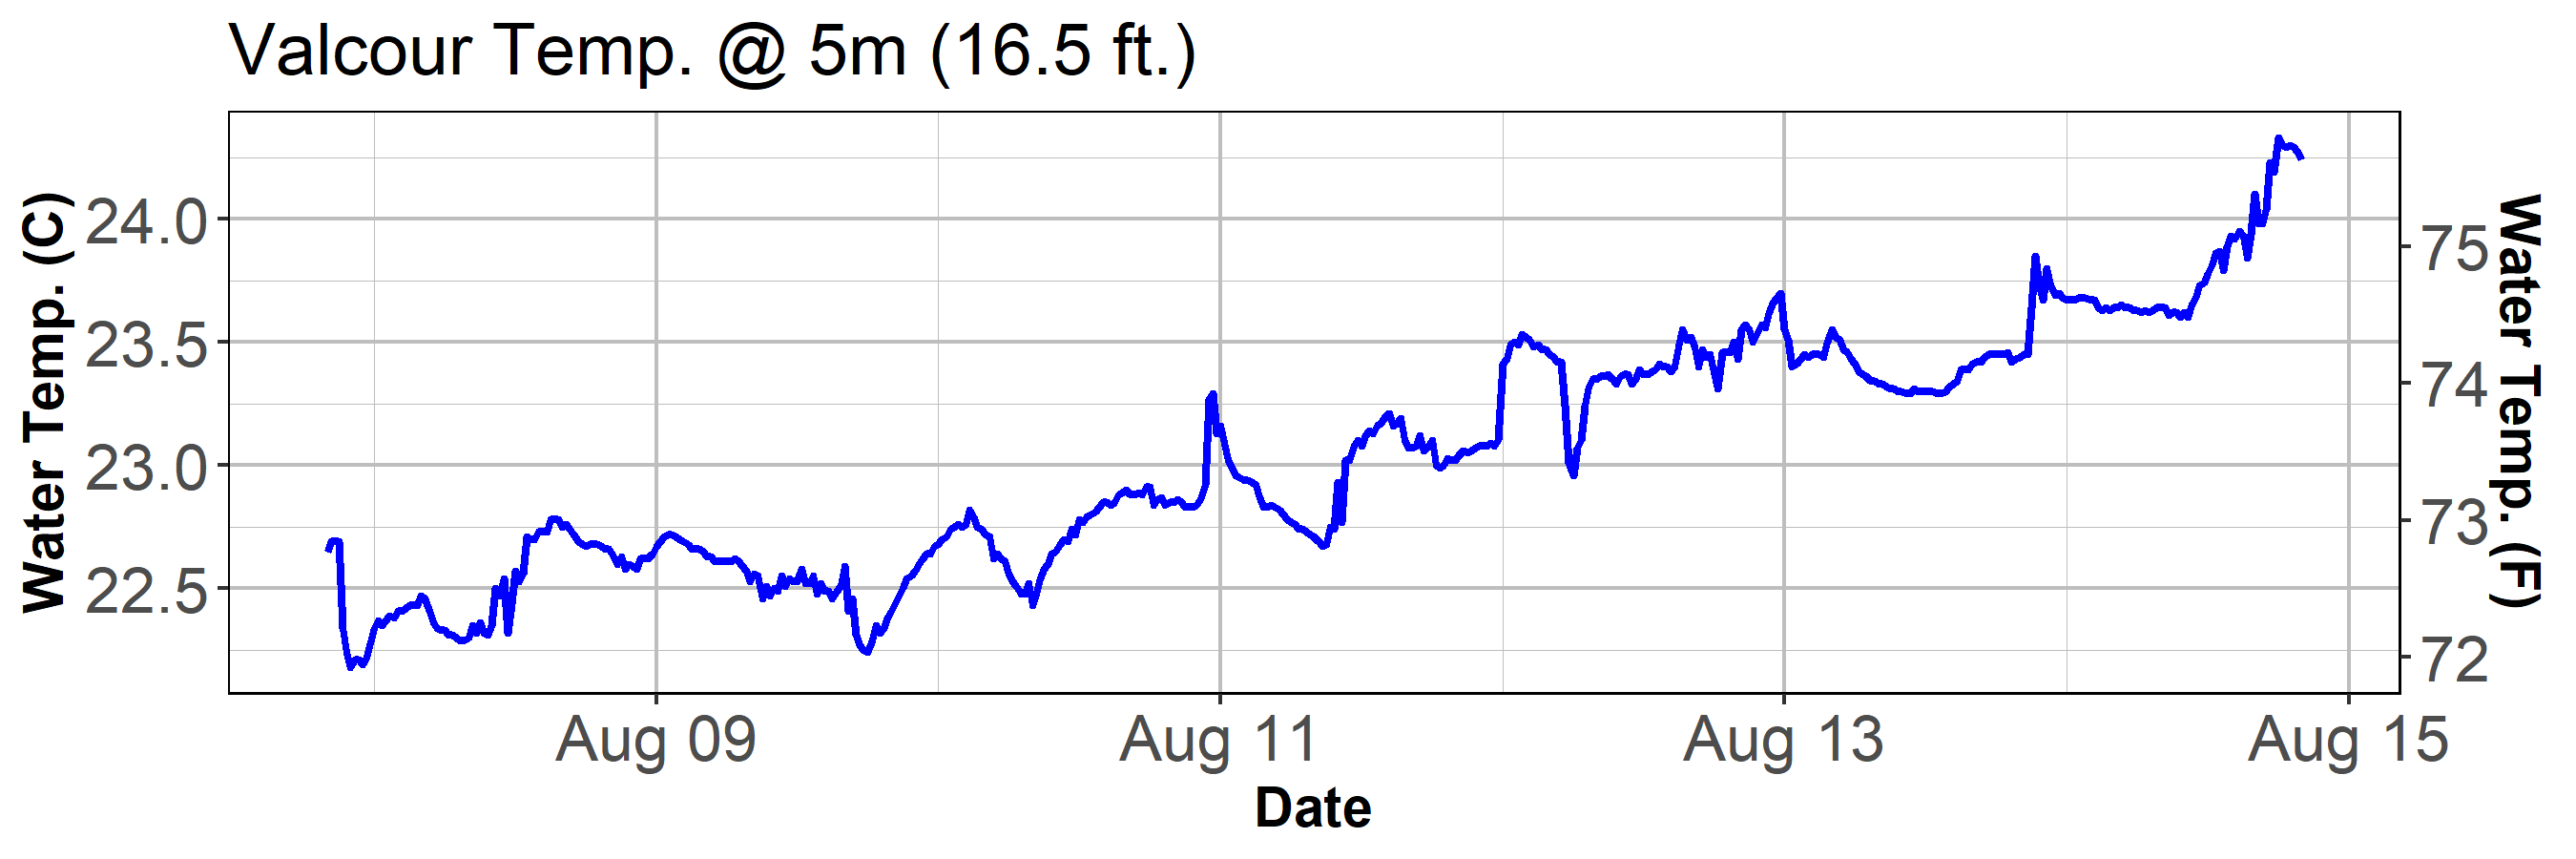 Valcour Temp. @ 5m (16.5 ft.)
Water Temp. (C)
24.0
23.5
23.0
22.5
75
74
73
72
Water Temp. (F)
Aug 09 Aug 11 Aug 13 Aug 15
Date